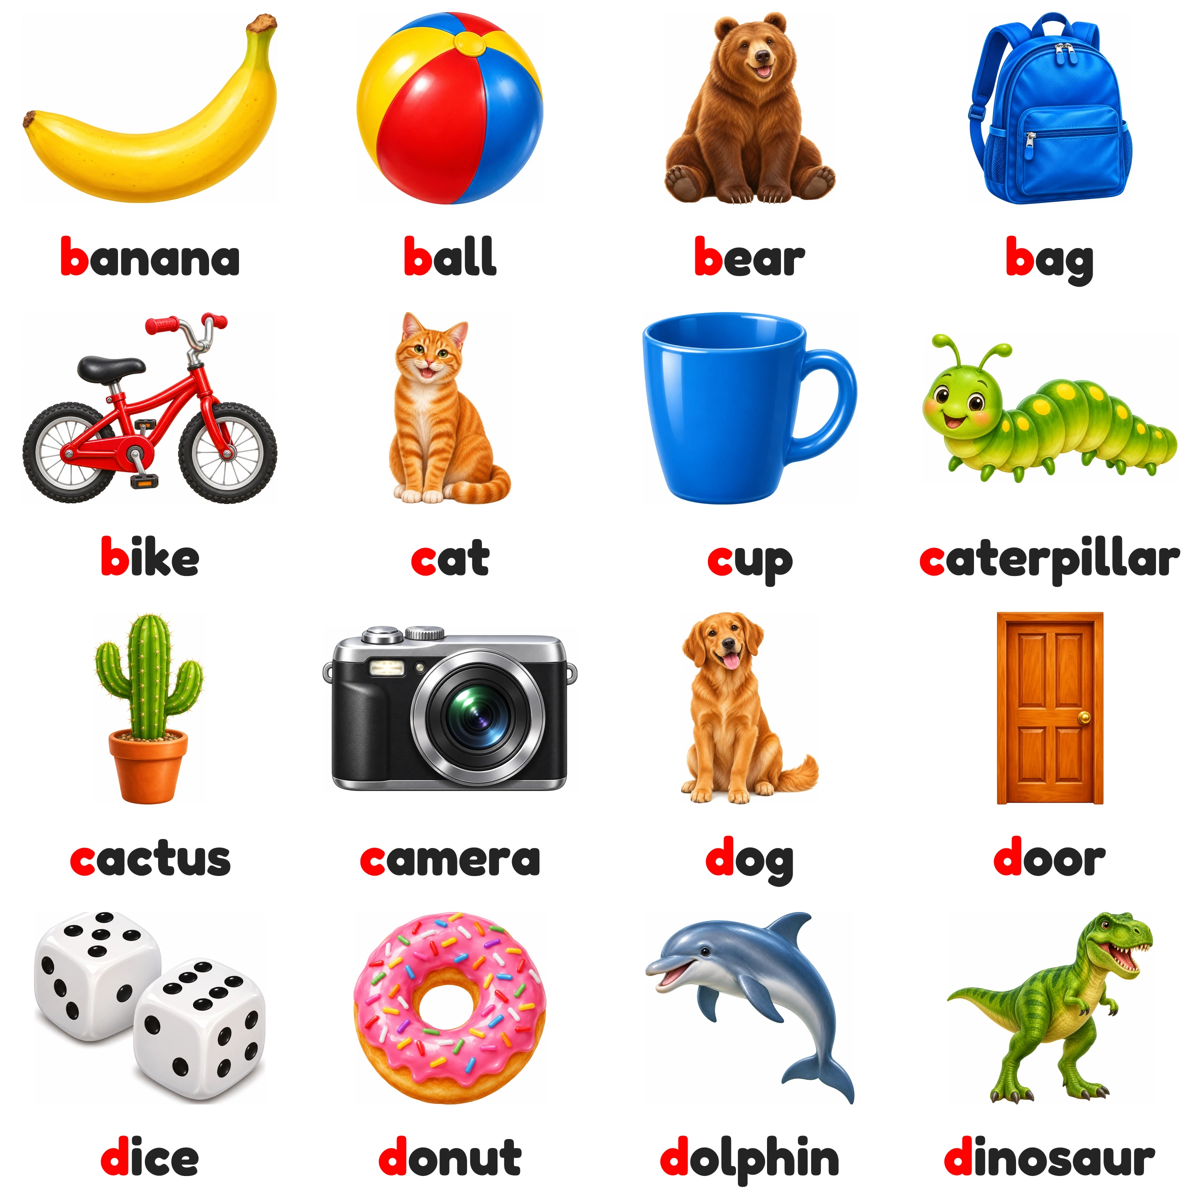 banana ball bear bag
bike cat cup caterpillar
cactus camera dog door
dice donut dolphin dinosaur